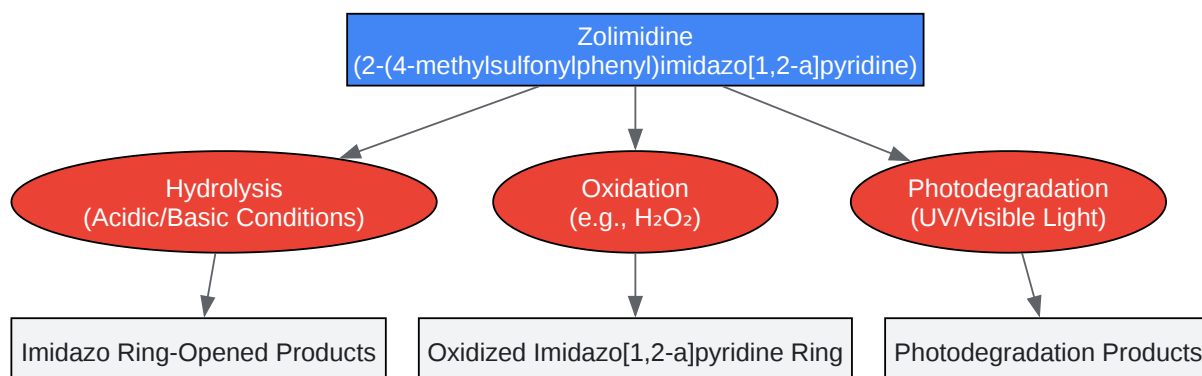 Zolimidine
(2-(4-methylsulfonylphenyl)imidazo[1,2-a]pyridine)
Hydrolysis
(Acidic/Basic Conditions)
Oxidation
(e.g., H₂O₂)
Photodegradation
(UV/Visible Light)
Imidazo Ring-Opened Products
Oxidized Imidazo[1,2-a]pyridine Ring
Photodegradation Products